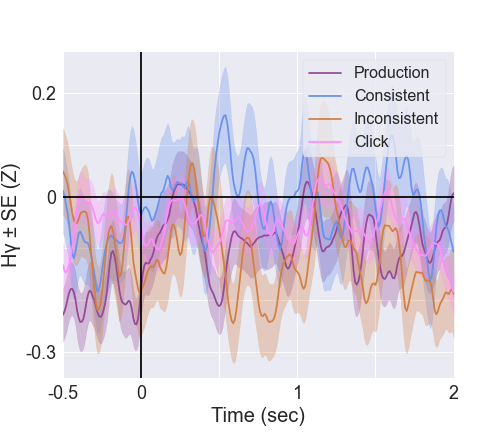 Production
Consistent
Inconsistent
Click
Hγ ± SE (Z)
0.2
0
-0.3
-0.5
0
1
2
Time (sec)